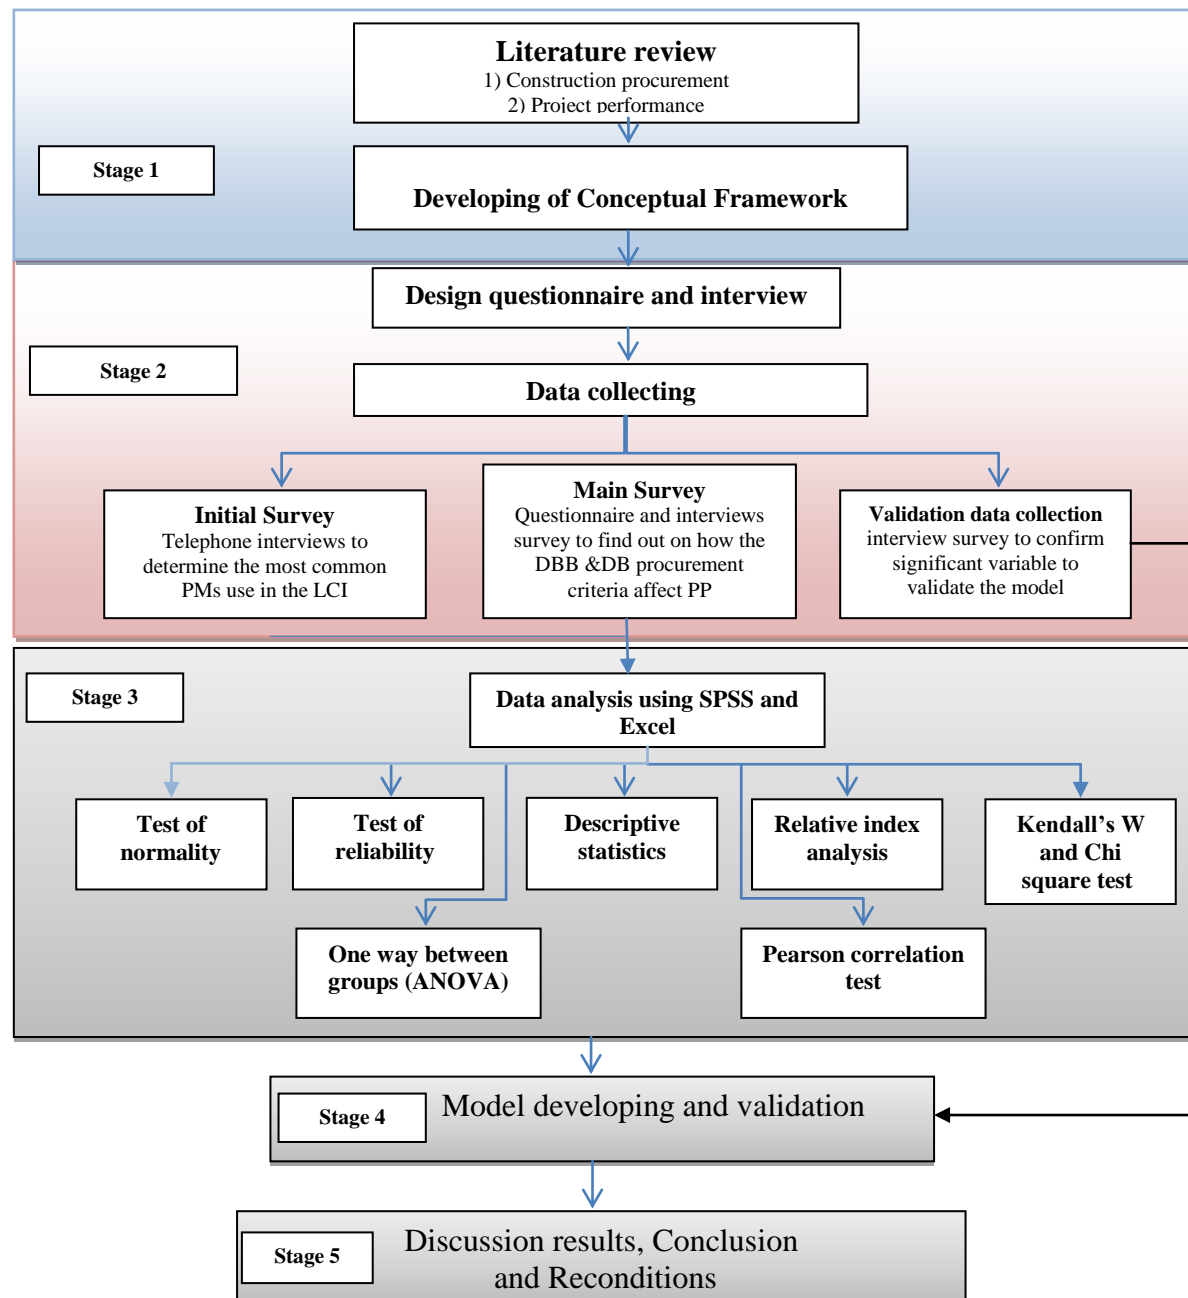 Literature review
1) Construction procurement
2) Project performance
Stage 1
Developing of Conceptual Framework
Design questionnaire and interview
Stage 2
Data collecting
Initial Survey
Telephone interviews to
determine the most common
PMs use in the LCI
Main Survey
Questionnaire and interviews
survey to find out on how the
DBB &DB procurement
criteria affect PP
Validation data collection
interview survey to confirm
significant variable to
validate the model
Stage 3
Data analysis using SPSS and
Excel
Test of
normality
Test of
reliability
Descriptive
statistics
Relative index
analysis
Kendall's W
and Chi
square test
One way between
groups (ANOVA)
Pearson correlation
test
Stage 4
Model developing and validation
Stage 5
Discussion results, Conclusion
and Reconditions